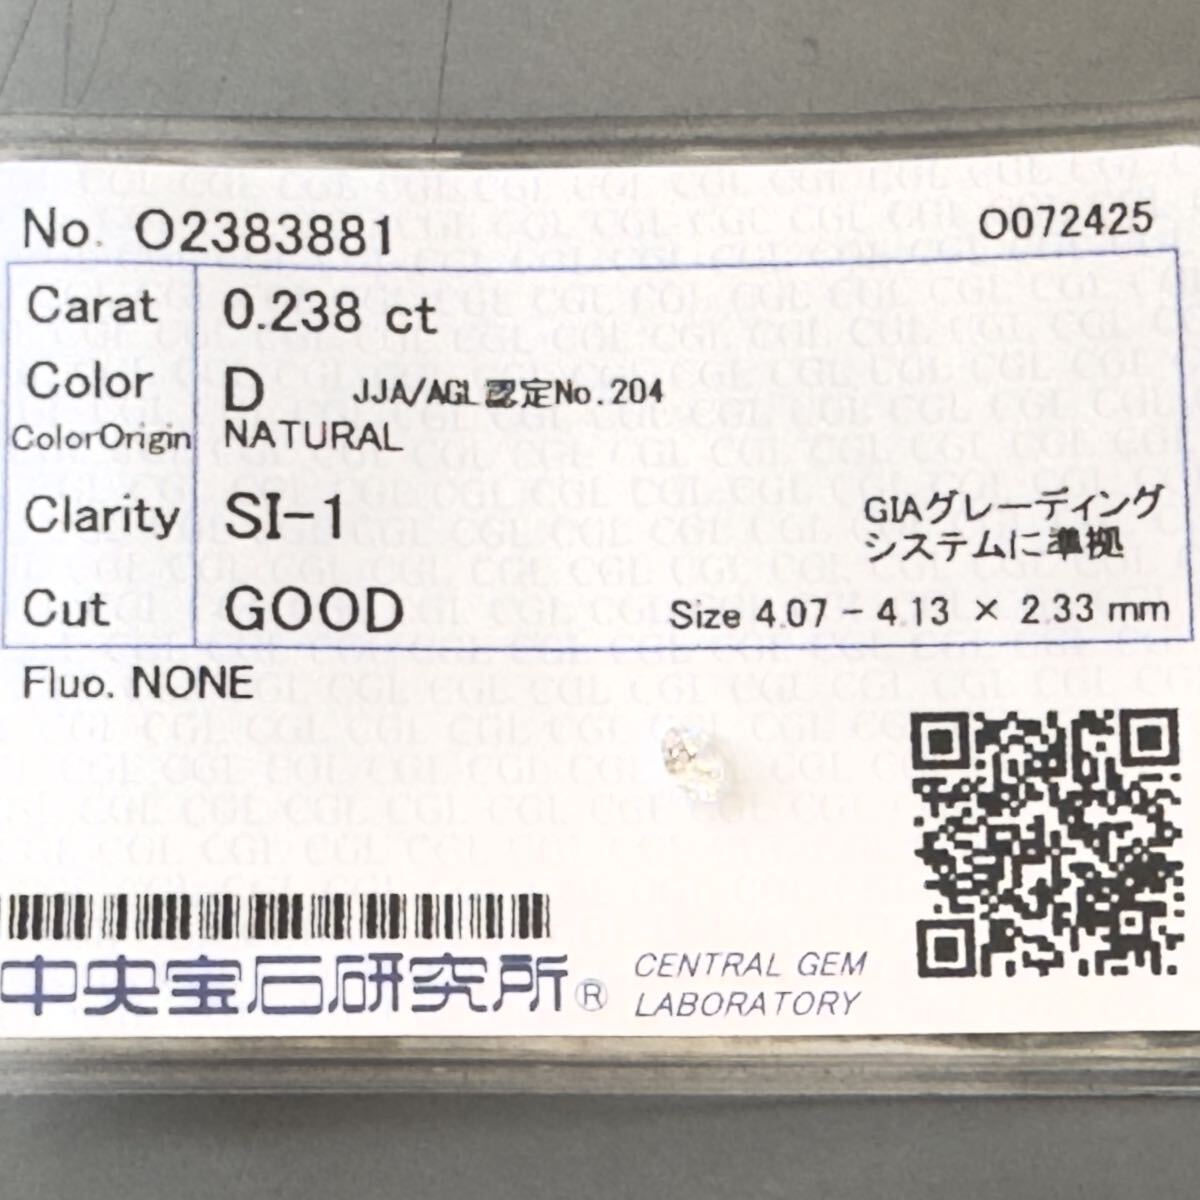 No. O2383881
O072425
Carat 0.238 ct
Color D JJA/AGL認定No.204
ColorOrigin NATURAL
Clarity SI-1
GIAグレーディング
システムに準拠
Cut GOOD Size 4.07 - 4.13 × 2.33 mm
Fluo. NONE
中央宝石研究所®
CENTRAL GEM
LABORATORY